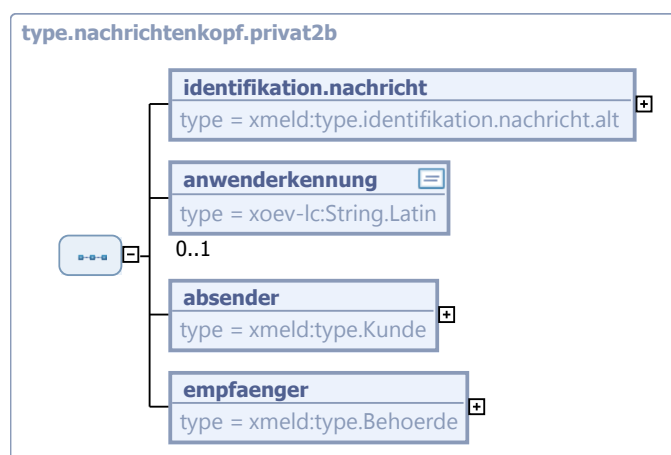 type.nachrichtenkopf.privat2b
identifikation.nachricht
type = xmeld:type.identifikation.nachricht.alt
anwenderkennung
type = xoev-lc:String.Latin
0..1
absender
type = xmeld:type.Kunde
empfaenger
type = xmeld:type.Behoerde